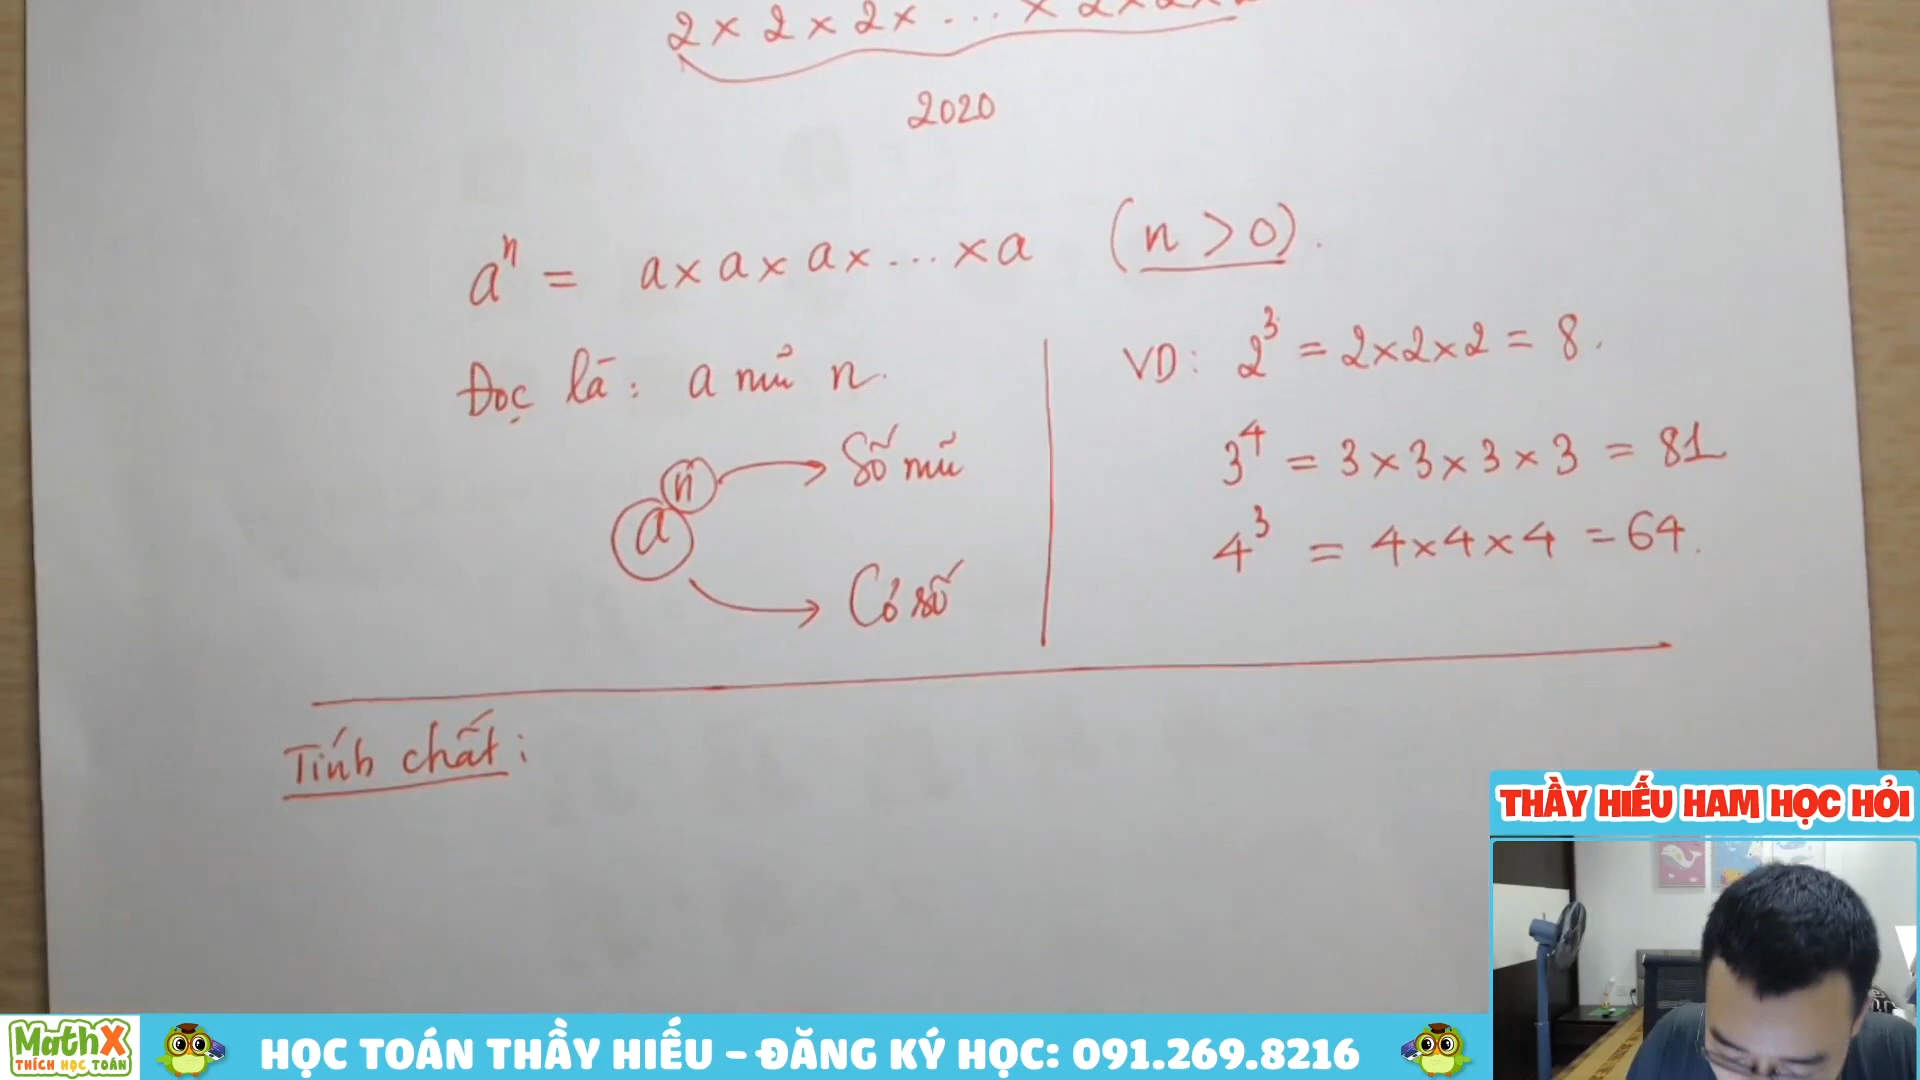 2 × 2 × 2 × ... × 2 × 2 × 2
2020
aⁿ = a × a × a × ... × a (n > 0).
Đọc là: a mũ n.
n → Số mũ
a → Cơ số
VD: 2³ = 2×2×2 = 8.
3⁴ = 3 × 3 × 3 × 3 = 81
4³ = 4×4×4 = 64.
Tính chất:
THẦY HIẾU HAM HỌC HỎI
MathX
THÍCH HỌC TOÁN
HỌC TOÁN THẦY HIẾU - ĐĂNG KÝ HỌC: 091.269.8216